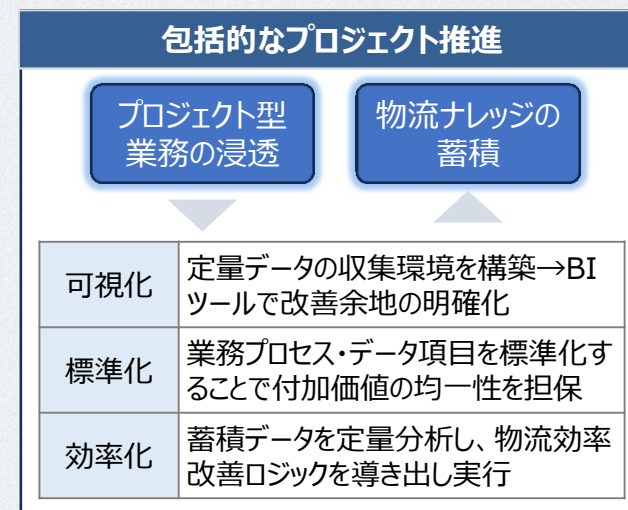 包括的なプロジェクト推進
プロジェクト型
業務の浸透
物流ナレッジの
蓄積
可視化
定量データの収集環境を構築→BI
ツールで改善余地の明確化
標準化
業務プロセス・データ項目を標準化す
ることで付加価値の均一性を担保
効率化
蓄積データを定量分析し、物流効率
改善ロジックを導き出し実行